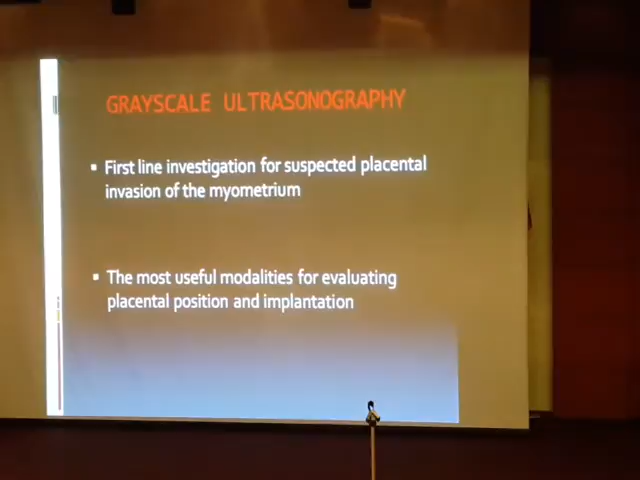 GRAYSCALE ULTRASONOGRAPHY
▪ First line investigation for suspected placental
invasion of the myometrium
▪ The most useful modalities for evaluating
placental position and implantation